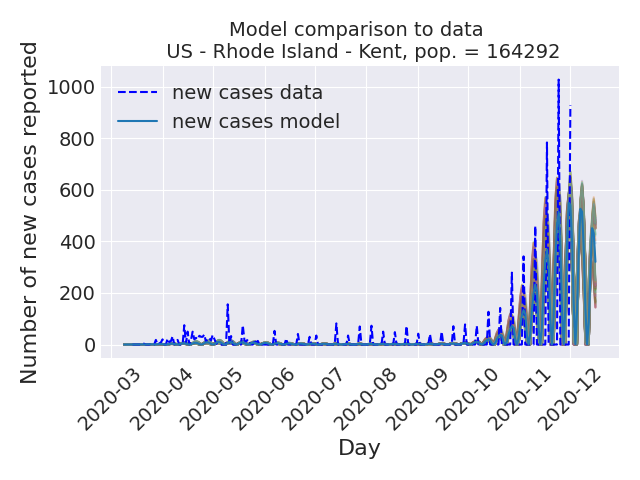 Model comparison to data
US - Rhode Island - Kent, pop. = 164292
Number of new cases reported
1000
800
600
400
200
0
new cases data
new cases model
2020-03
2020-04
2020-05
2020-06
2020-07
2020-08
2020-09
2020-10
2020-11
2020-12
Day